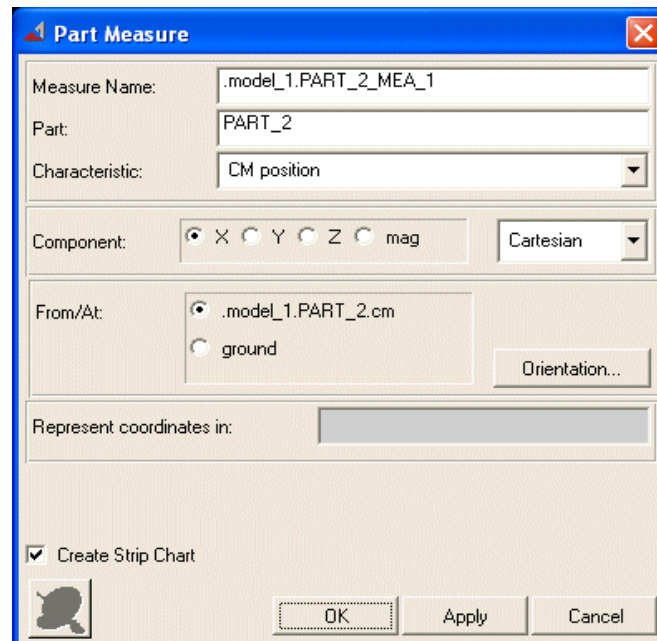 Part Measure
Measure Name: .model_1.PART_2_MEA_1
Part: PART_2
Characteristic: CM position
Component: X Y Z mag Cartesian
From/At: .model_1.PART_2.cm
ground
Orientation...
Represent coordinates in:
Create Strip Chart
OK Apply Cancel